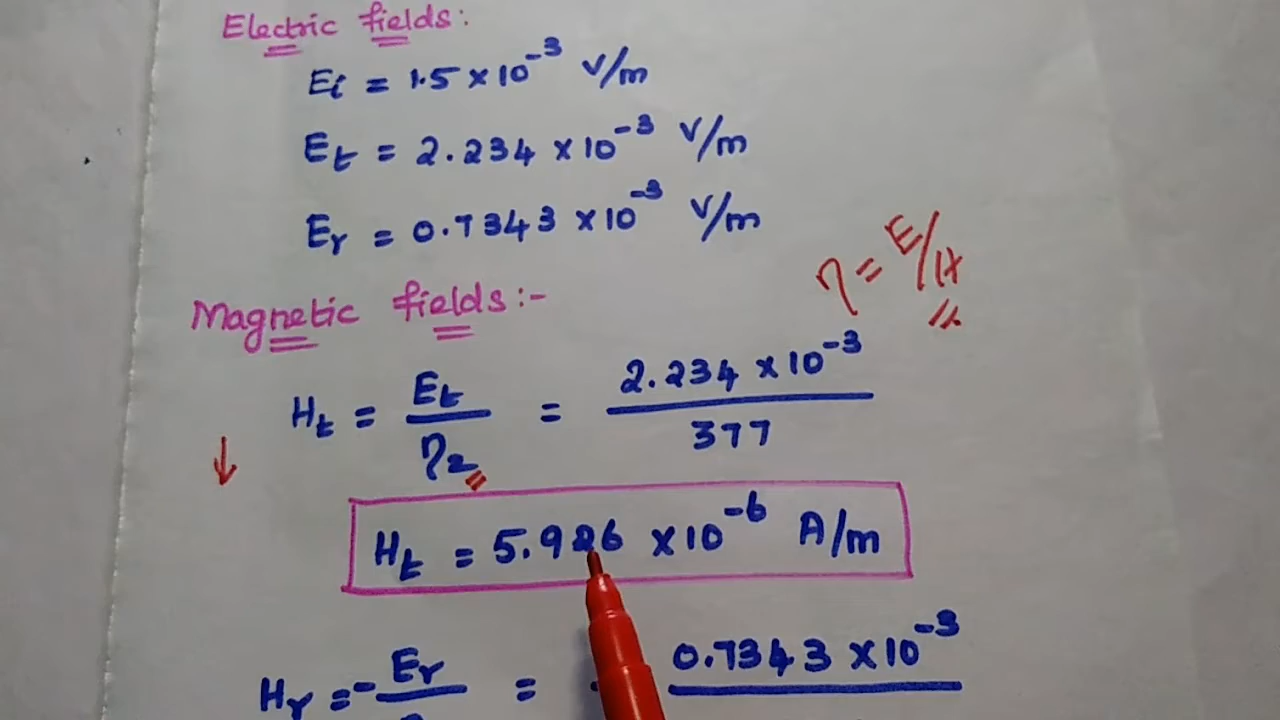 Electric fields:
Ei = 1.5 × 10⁻³ V/m
Et = 2.234 × 10⁻³ V/m
Er = 0.7343 × 10⁻³ V/m
η = E/H
Magnetic fields:-
Ht = Et/η2 = 2.234 × 10⁻³/377
Ht = 5.926 × 10⁻⁶ A/m
Hr = -Er = 0.7343 × 10⁻³